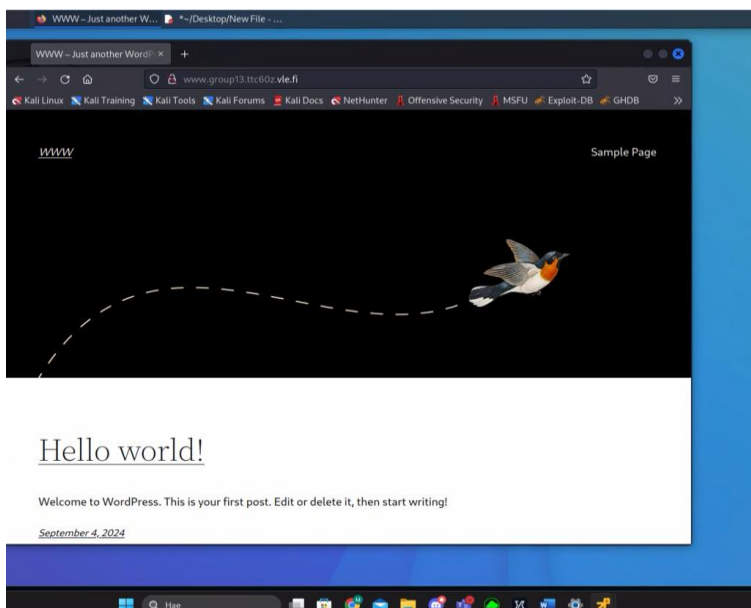 WWW – Just another W... *~/Desktop/New File - ...
WWW – Just another WordP
www.group13.ttc60z.vle.fi
Kali Linux Kali Training Kali Tools Kali Forums Kali Docs NetHunter Offensive Security MSFU Exploit-DB GHDB
WWW Sample Page
Hello world!
Welcome to WordPress. This is your first post. Edit or delete it, then start writing!
September 4, 2024
Hae